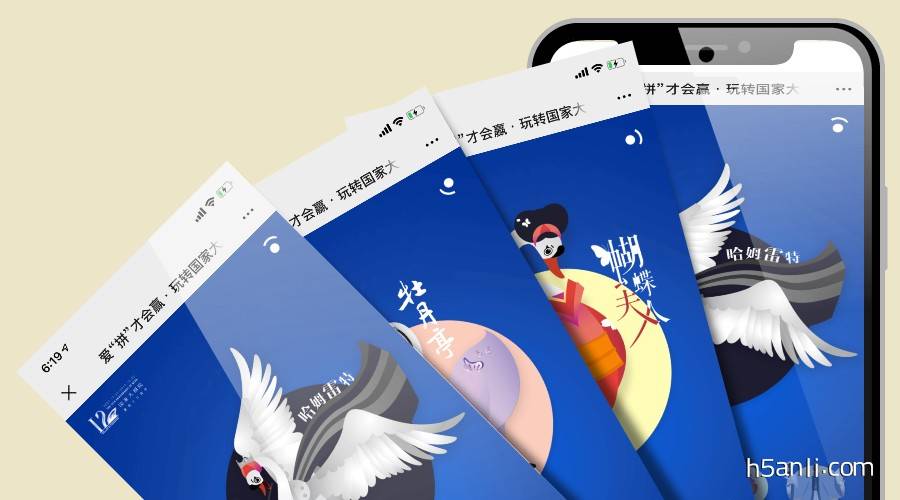 6:19
爱“拼”才会赢 · 玩转国家大
12
哈姆雷特
才会赢 · 玩转国家大
牡丹亭
”才会赢 · 玩转国家大
蝴蝶夫人
拼”才会赢 · 玩转国家大
哈姆雷特
h5anli.com